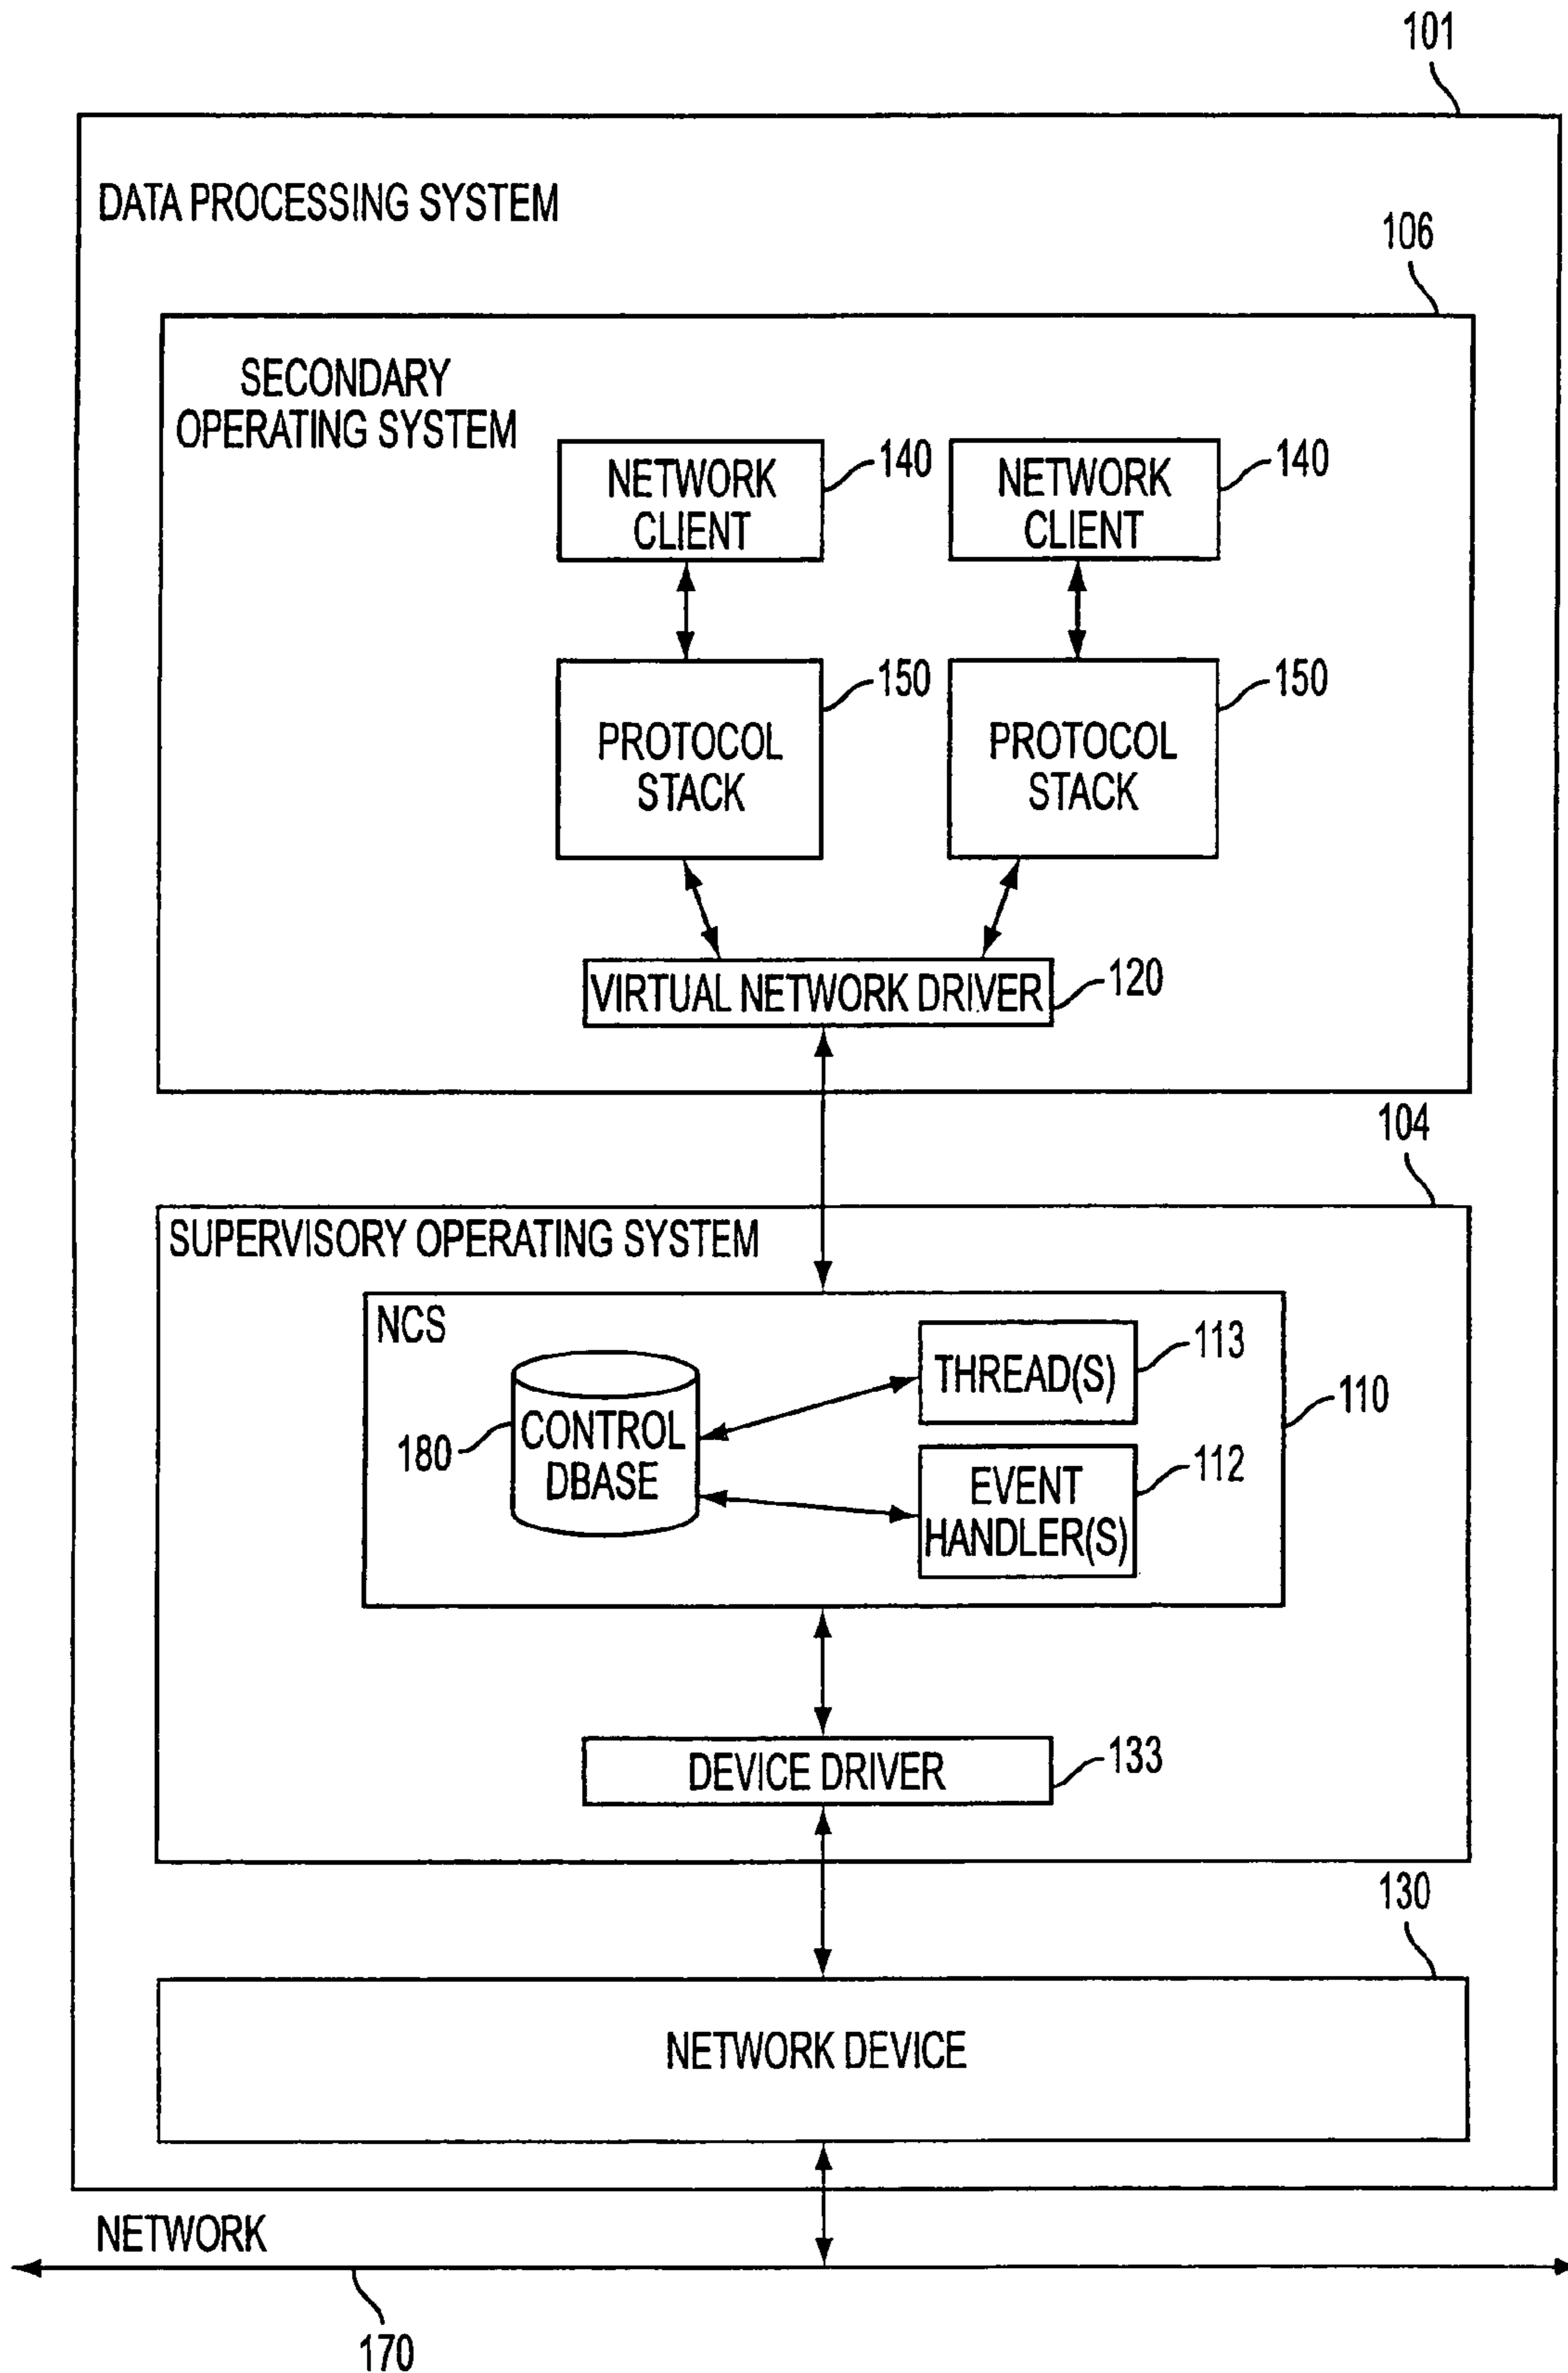 101
DATA PROCESSING SYSTEM
106
SECONDARY
OPERATING SYSTEM
NETWORK
CLIENT
140
NETWORK
CLIENT
140
PROTOCOL
STACK
150
PROTOCOL
STACK
150
VIRTUAL NETWORK DRIVER
120
104
SUPERVISORY OPERATING SYSTEM
NCS
THREAD(S)
113
110
180
CONTROL
DBASE
EVENT
HANDLER(S)
112
DEVICE DRIVER
133
130
NETWORK DEVICE
NETWORK
170